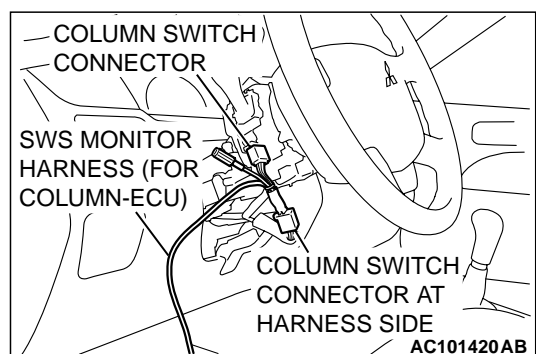 COLUMN SWITCH
CONNECTOR
SWS MONITOR
HARNESS (FOR
COLUMN-ECU)
COLUMN SWITCH
CONNECTOR AT
HARNESS SIDE
AC101420AB